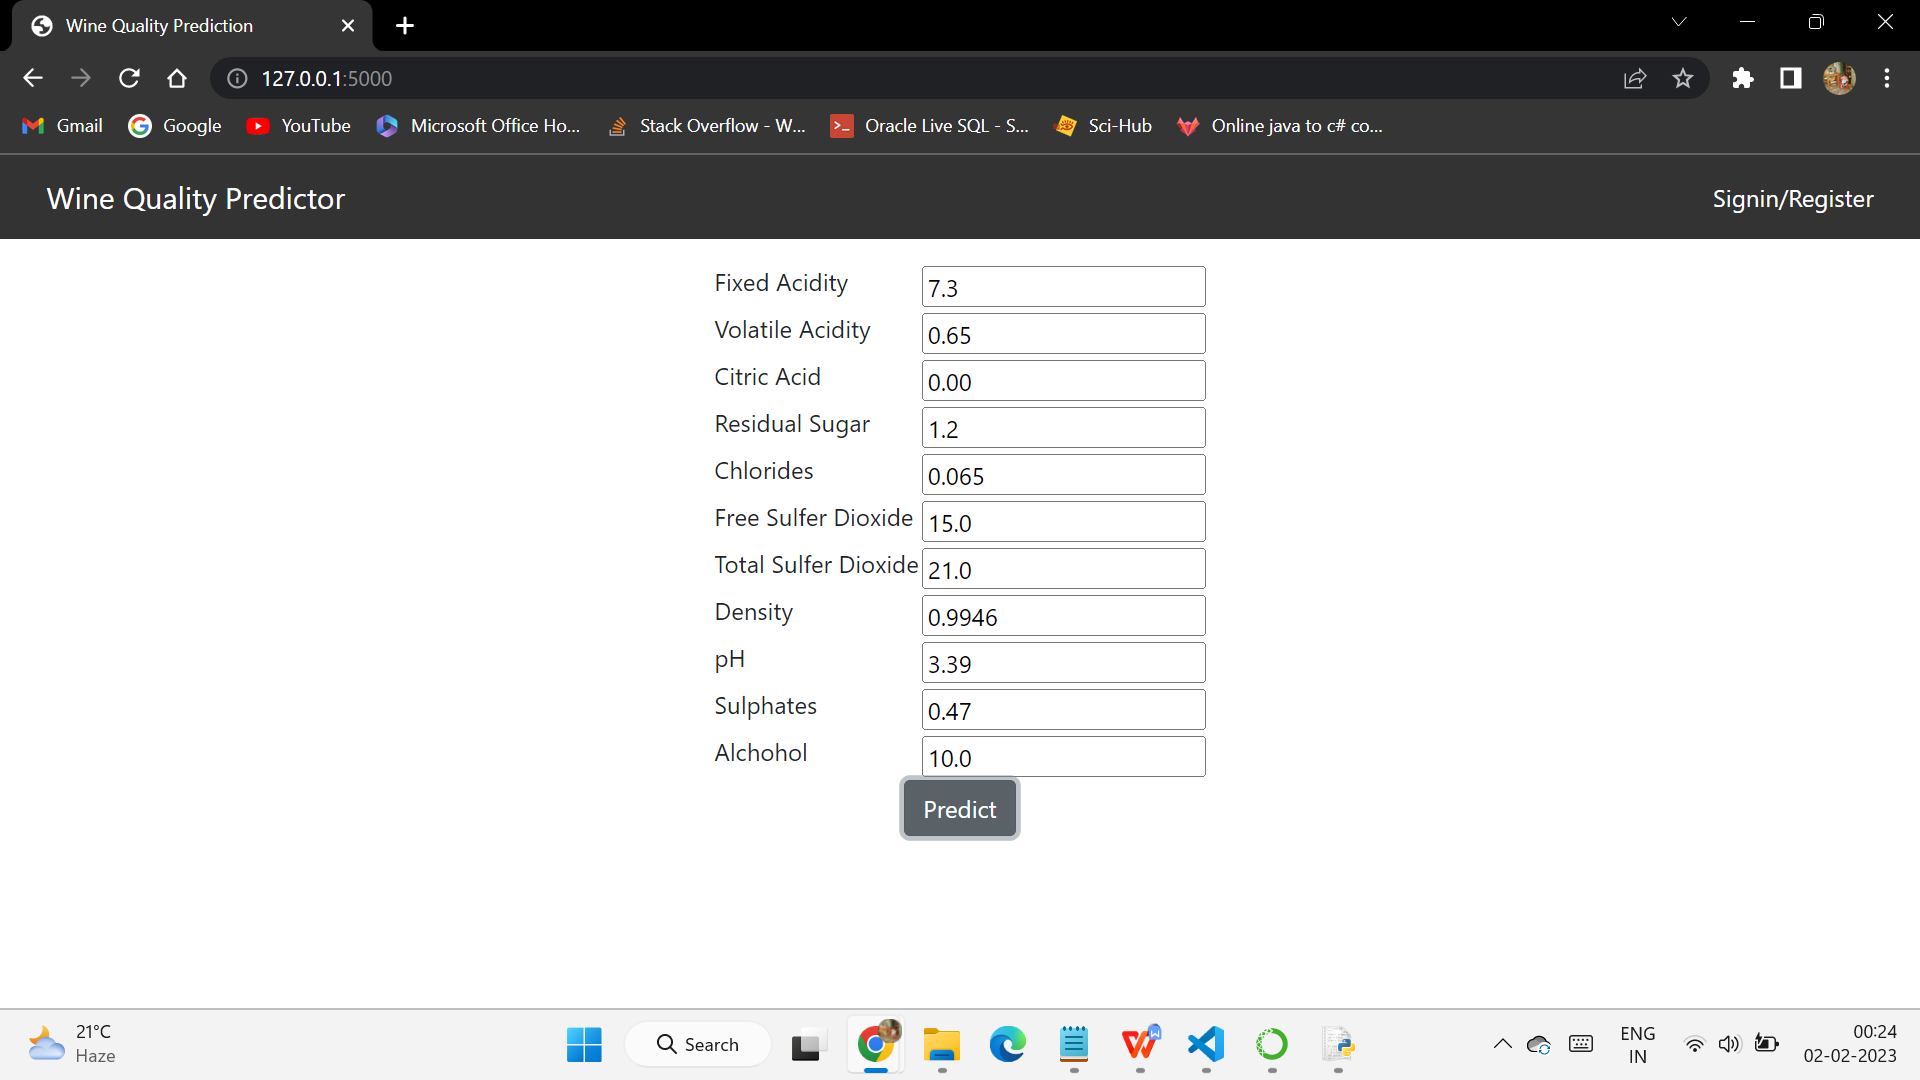 Wine Quality Prediction
127.0.0.1:5000
Gmail Google YouTube Microsoft Office Ho... Stack Overflow - W... Oracle Live SQL - S... Sci-Hub Online java to c# co...
Wine Quality Predictor Signin/Register
Fixed Acidity 7.3
Volatile Acidity 0.65
Citric Acid 0.00
Residual Sugar 1.2
Chlorides 0.065
Free Sulfer Dioxide 15.0
Total Sulfer Dioxide 21.0
Density 0.9946
pH 3.39
Sulphates 0.47
Alchohol 10.0
Predict
21°C
Haze
Search
ENG
IN
00:24
02-02-2023